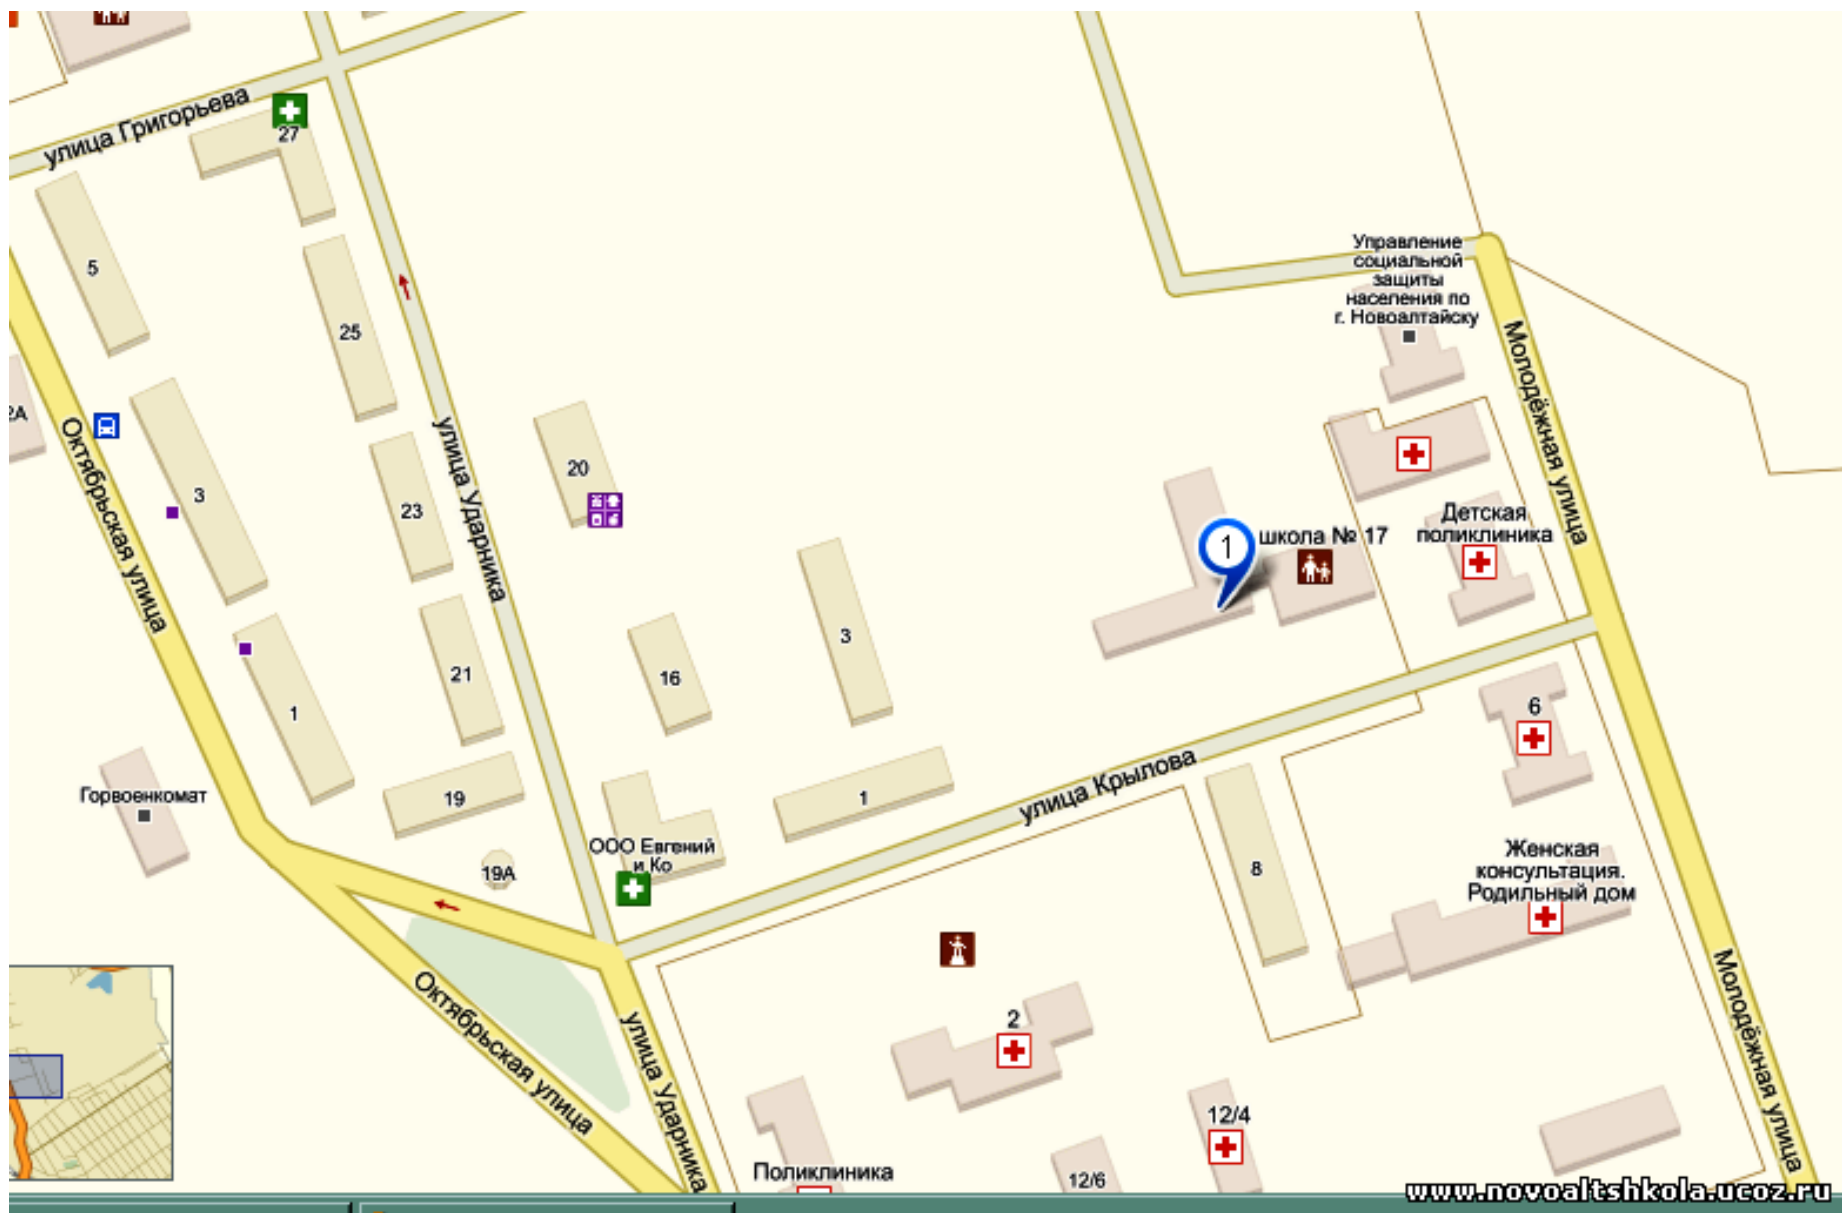 улица Григорьева
27
5
25
Управление
социальной
защиты
населения по
г. Новоалтайску
Молодёжная улица
2А
Октябрьская улица
3
23
улица Ударника
20
школа № 17
1
Детская
поликлиника
3
16
21
1
6
Горвоенкомат
19
1
улица Крылова
ООО Евгений
и Ко
19А
8
Женская
консультация.
Родильный дом
Октябрьская улица
улица Ударника
2
Молодёжная улица
12/4
Поликлиника
12/6
www.novoaltshkola.ucoz.ru